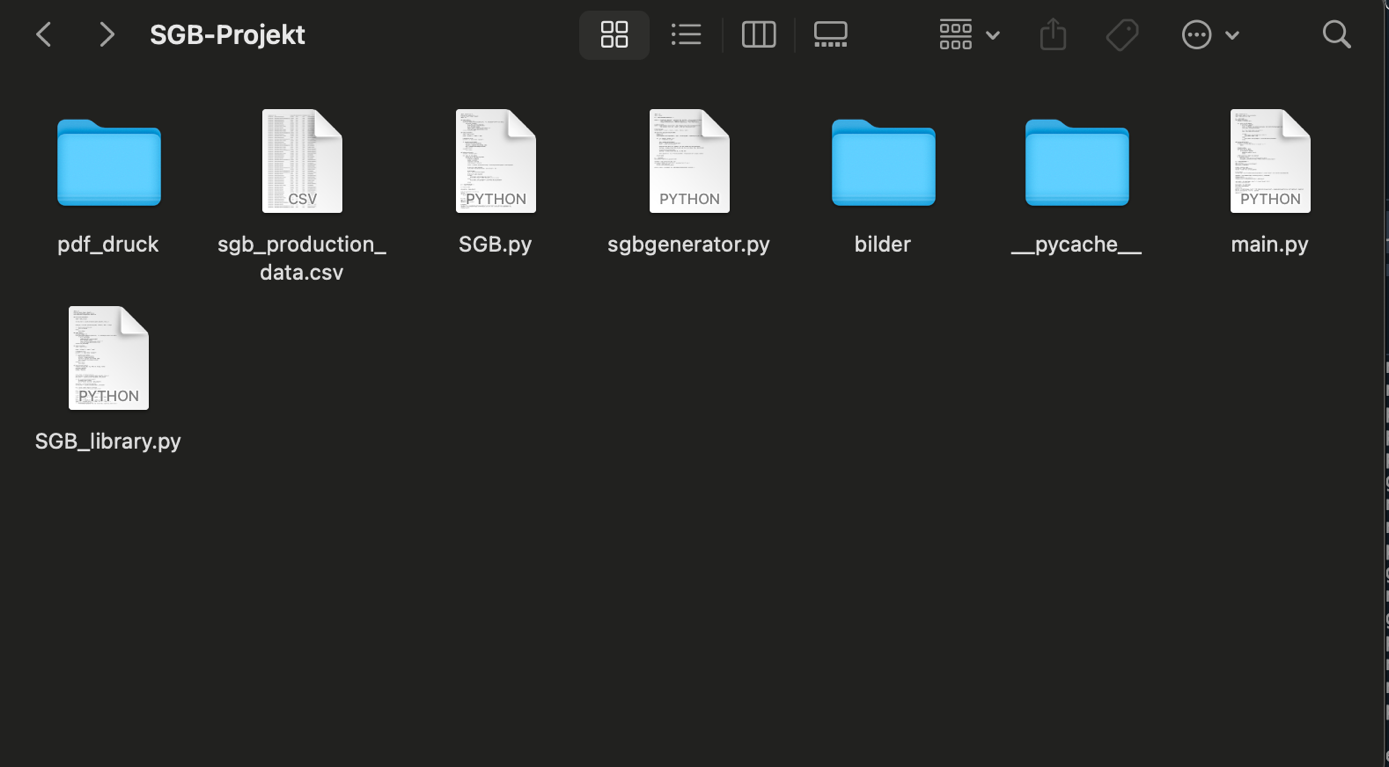 SGB-Projekt
CSV
PYTHON
PYTHON
PYTHON
pdf_druck
sgb_production_
data.csv
SGB.py
sgbgenerator.py
bilder
__pycache__
main.py
PYTHON
SGB_library.py